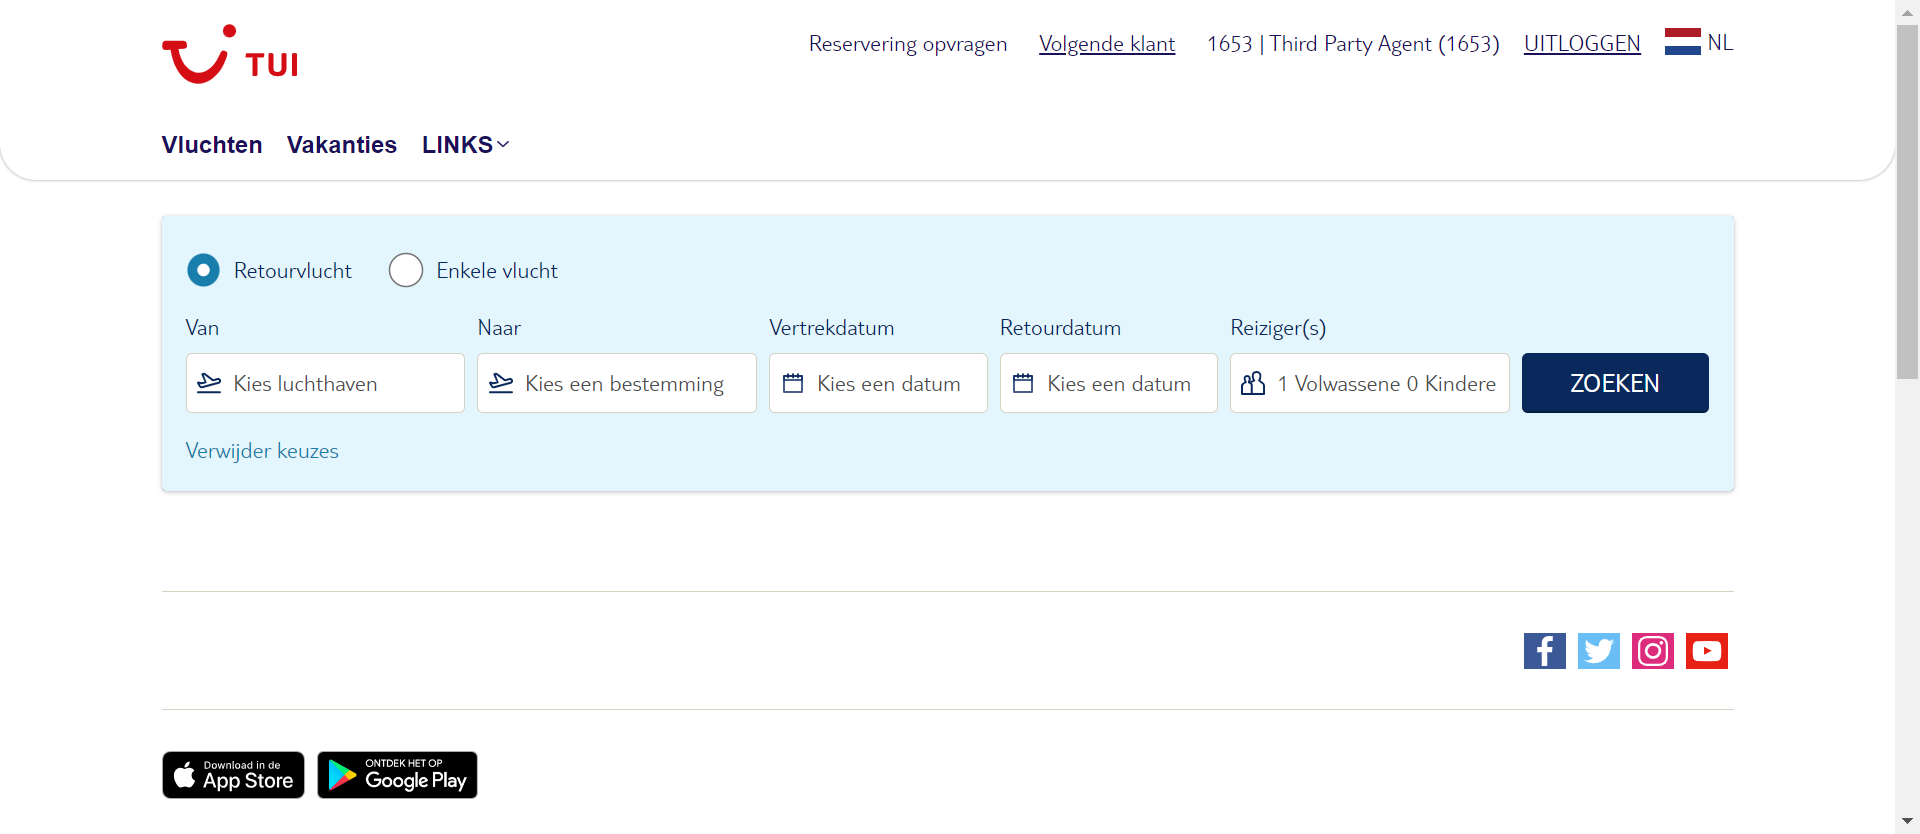 TUI
Reservering opvragen
Volgende klant
1653 | Third Party Agent (1653)
UITLOGGEN
NL
Vluchten
Vakanties
LINKS
Retourvlucht
Enkele vlucht
Van
Naar
Vertrekdatum
Retourdatum
Reiziger(s)
Kies luchthaven
Kies een bestemming
Kies een datum
Kies een datum
1 Volwassene 0 Kindere
ZOEKEN
Verwijder keuzes
Download in de
App Store
ONTDEK HET OP
Google Play